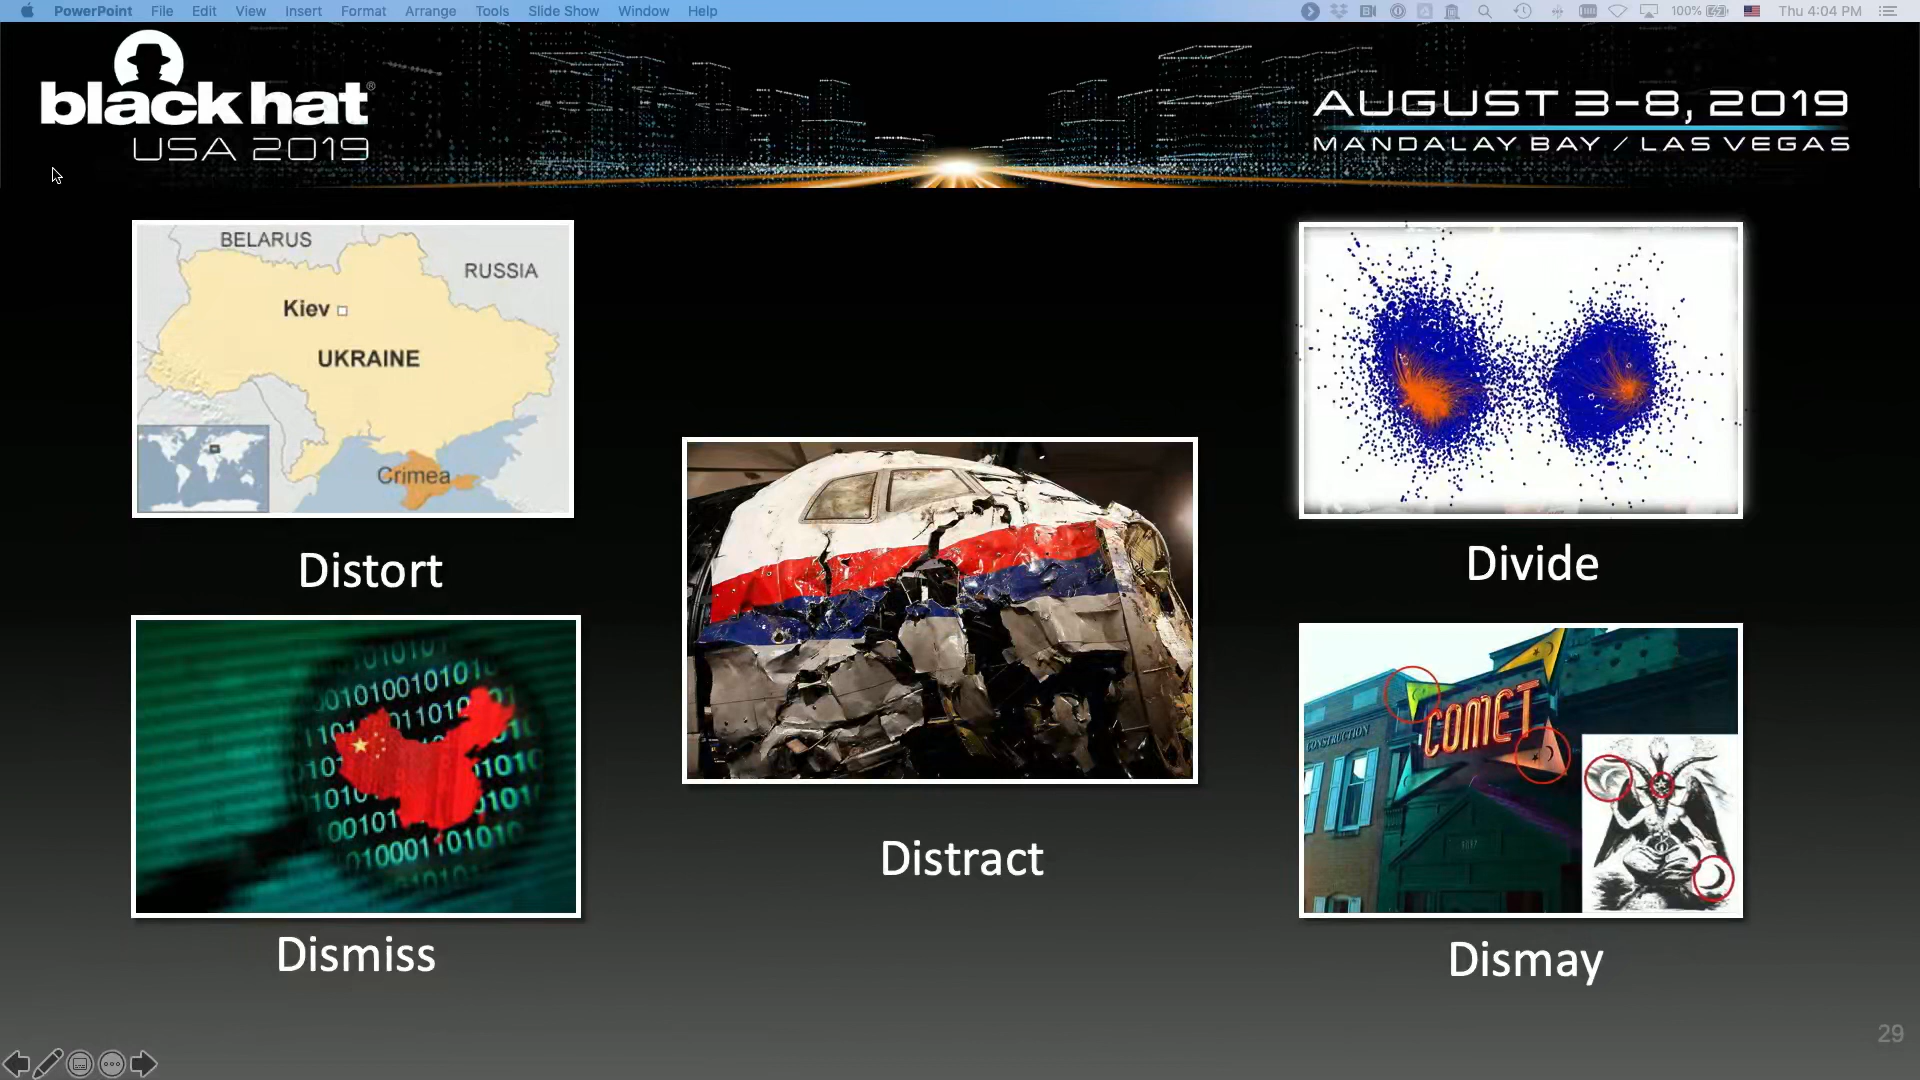 PowerPoint File Edit View Insert Format Arrange Tools Slide Show Window Help
100% Thu 4:04 PM
black hat®
USA 2019
AUGUST 3-8, 2019
MANDALAY BAY / LAS VEGAS
BELARUS
RUSSIA
Kiev
UKRAINE
Crimea
Distort
Divide
Distract
COMET
CONSTRUCTION
Dismiss
Dismay
29